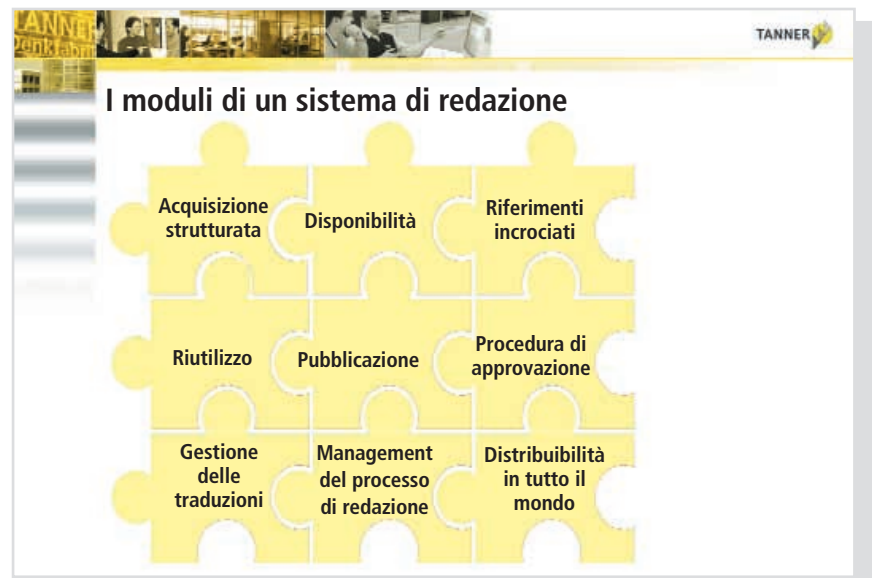 TANNER
Denkfabrik
TANNER
I moduli di un sistema di redazione
Acquisizione
strutturata
Disponibilità
Riferimenti
incrociati
Riutilizzo
Pubblicazione
Procedura di
approvazione
Gestione
delle
traduzioni
Management
del processo
di redazione
Distribuibilità
in tutto il
mondo